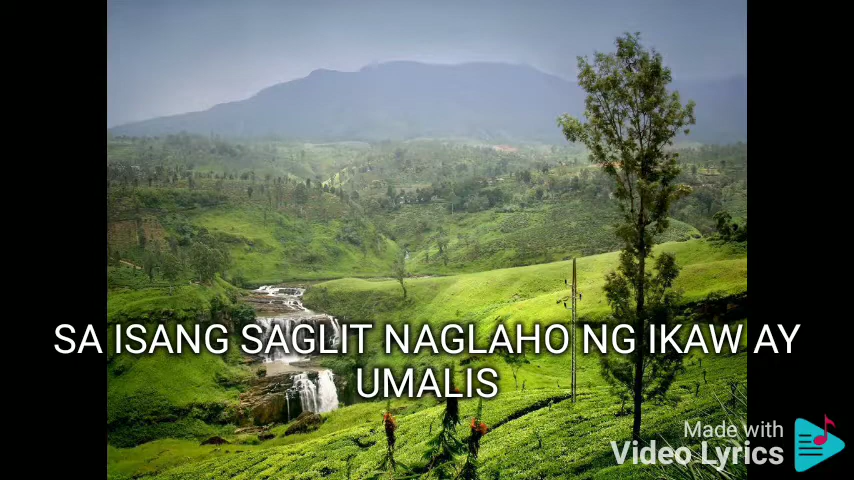 SA ISANG SAGLIT NAGLAHO NG IKAW AY
UMALIS
Made with
Video Lyrics